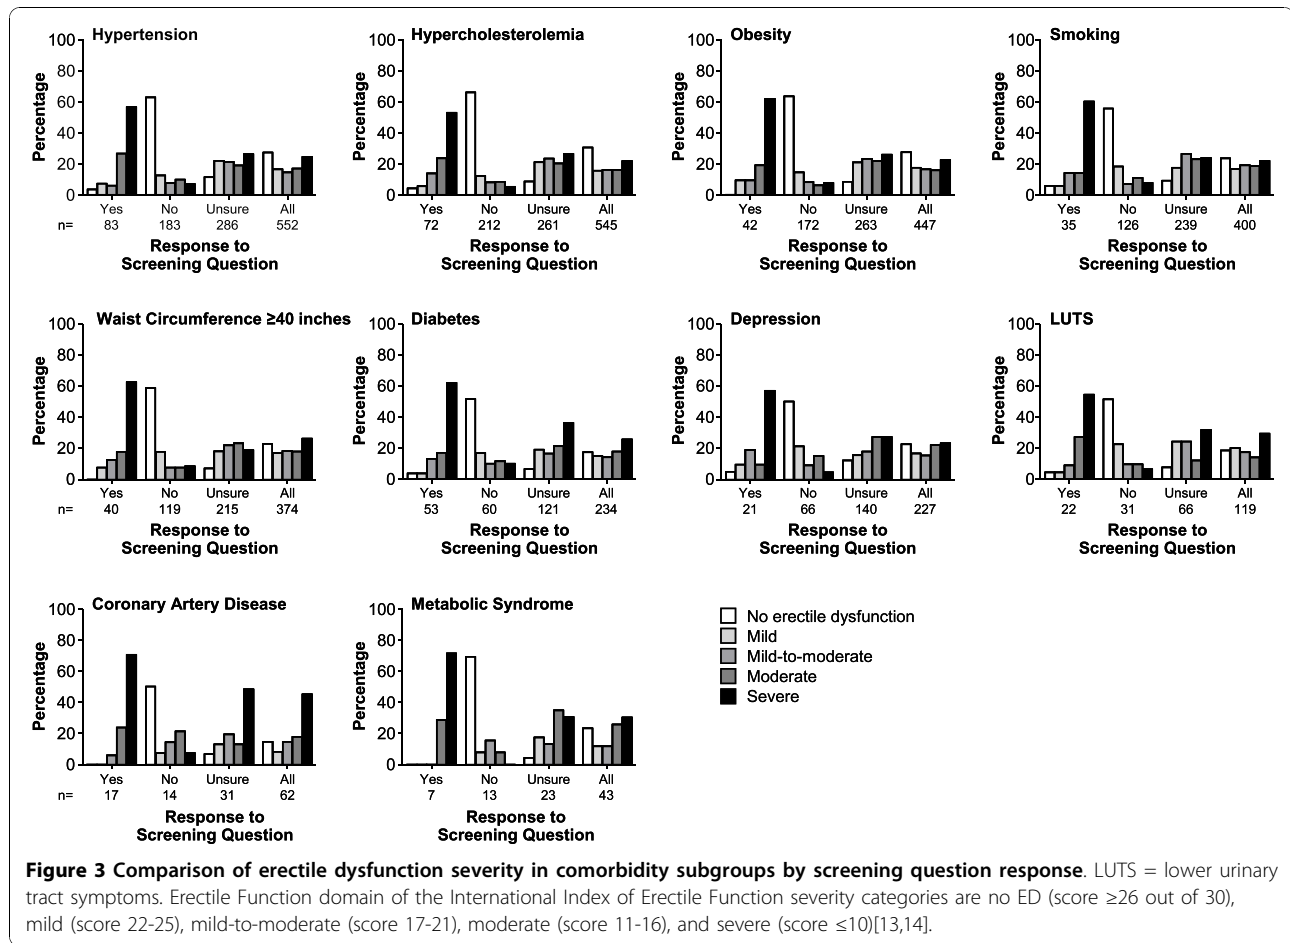 Hypertension
100
80
60
40
20
0
Percentage
Yes No Unsure All
n= 83 183 286 552
Response to
Screening Question
Hypercholesterolemia
100
80
60
40
20
0
Percentage
Yes No Unsure All
72 212 261 545
Response to
Screening Question
Obesity
100
80
60
40
20
0
Percentage
Yes No Unsure All
42 172 263 447
Response to
Screening Question
Smoking
100
80
60
40
20
0
Percentage
Yes No Unsure All
35 126 239 400
Response to
Screening Question
Waist Circumference ≥40 inches
100
80
60
40
20
0
Percentage
Yes No Unsure All
n= 40 119 215 374
Response to
Screening Question
Diabetes
100
80
60
40
20
0
Percentage
Yes No Unsure All
53 60 121 234
Response to
Screening Question
Depression
100
80
60
40
20
0
Percentage
Yes No Unsure All
21 66 140 227
Response to
Screening Question
LUTS
100
80
60
40
20
0
Percentage
Yes No Unsure All
22 31 66 119
Response to
Screening Question
Coronary Artery Disease
100
80
60
40
20
0
Percentage
Yes No Unsure All
n= 17 14 31 62
Response to
Screening Question
Metabolic Syndrome
100
80
60
40
20
0
Percentage
Yes No Unsure All
7 13 23 43
Response to
Screening Question
No erectile dysfunction
Mild
Mild-to-moderate
Moderate
Severe
Figure 3 Comparison of erectile dysfunction severity in comorbidity subgroups by screening question response. LUTS = lower urinary
tract symptoms. Erectile Function domain of the International Index of Erectile Function severity categories are no ED (score ≥26 out of 30),
mild (score 22-25), mild-to-moderate (score 17-21), moderate (score 11-16), and severe (score ≤10)[13,14].